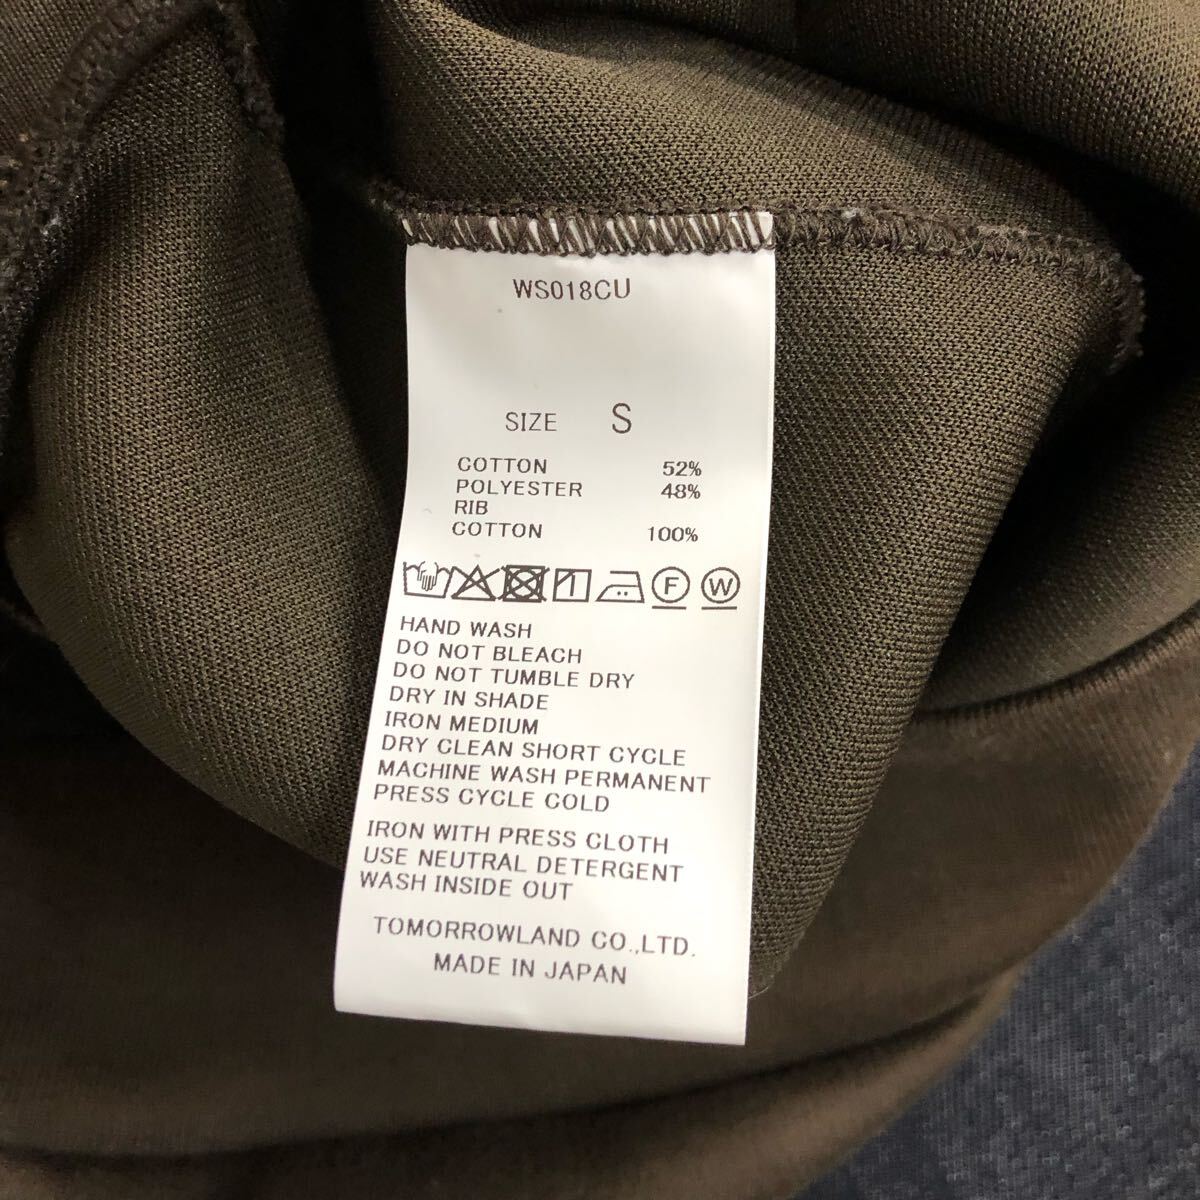 WS018CU
SIZE S
COTTON 52%
POLYESTER 48%
RIB
COTTON 100%
F W
HAND WASH
DO NOT BLEACH
DO NOT TUMBLE DRY
DRY IN SHADE
IRON MEDIUM
DRY CLEAN SHORT CYCLE
MACHINE WASH PERMANENT
PRESS CYCLE COLD
IRON WITH PRESS CLOTH
USE NEUTRAL DETERGENT
WASH INSIDE OUT
TOMORROWLAND CO.,LTD.
MADE IN JAPAN